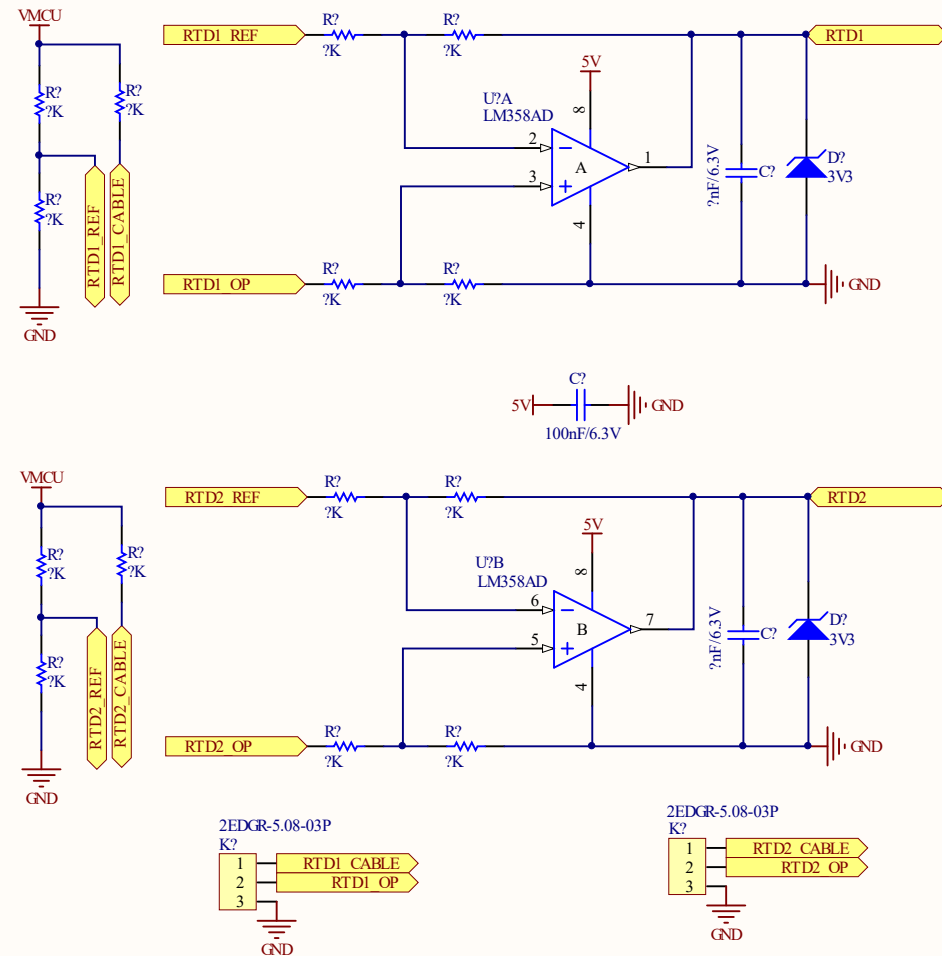 VMCU
R?
?K
R?
?K
R?
?K
RTD1_REF
RTD1_CABLE
GND
RTD1_REF
R?
?K
R?
?K
RTD1
5V
U?A
LM358AD
8
2
3
A
1
4
?nF/6.3V
C?
D?
3V3
RTD1_OP
R?
?K
R?
?K
GND
C?
5V
GND
100nF/6.3V
VMCU
R?
?K
R?
?K
R?
?K
RTD2_REF
RTD2_CABLE
GND
RTD2_REF
R?
?K
R?
?K
RTD2
5V
U?B
LM358AD
8
6
5
B
7
4
?nF/6.3V
C?
D?
3V3
RTD2_OP
R?
?K
R?
?K
GND
2EDGR-5.08-03P
K?
1
2
3
RTD1_CABLE
RTD1_OP
GND
2EDGR-5.08-03P
K?
1
2
3
RTD2_CABLE
RTD2_OP
GND